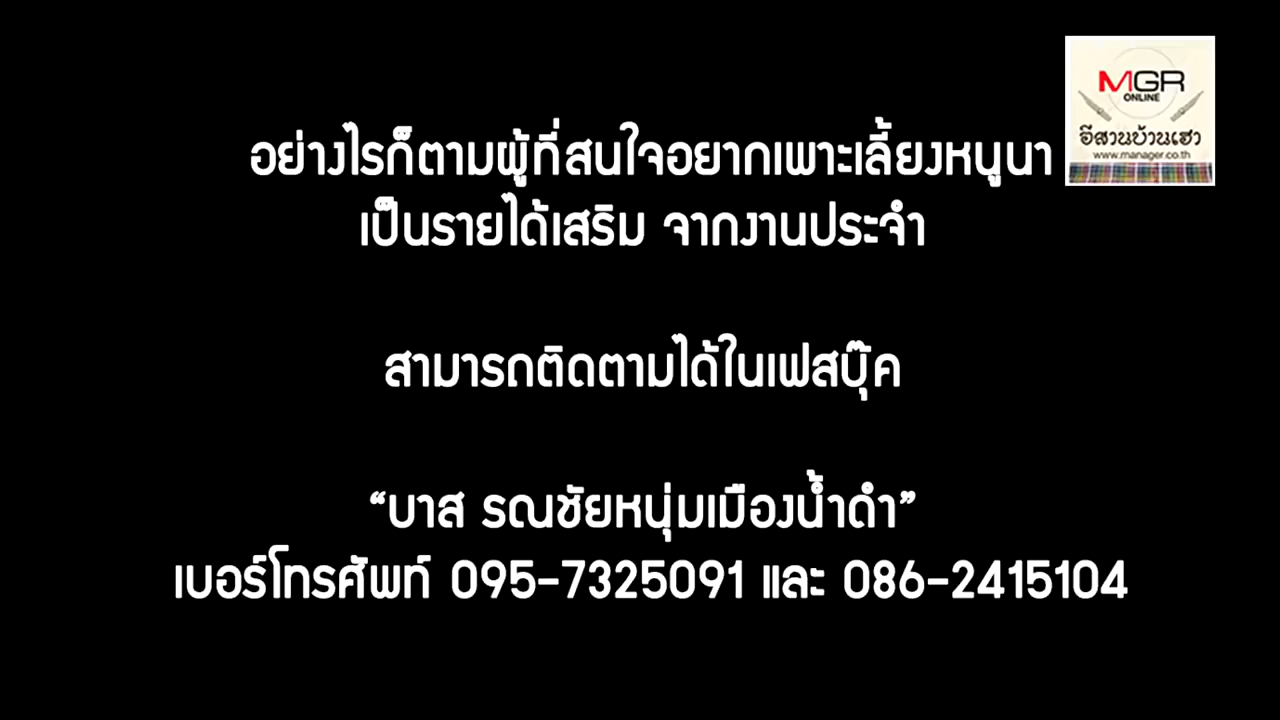 MGR
ONLINE
อีสานบ้านเฮา
www.manager.co.th
อย่างไรก็ตามผู้ที่สนใจอยากเพาะเลี้ยงหนูนา
เป็นรายได้เสริม จากงานประจำ
สามารถติดตามได้ในเฟสบุ๊ค
“บาส รณชัยหนุ่มเมืองน้ำดำ”
เบอร์โทรศัพท์ 095-7325091 และ 086-2415104